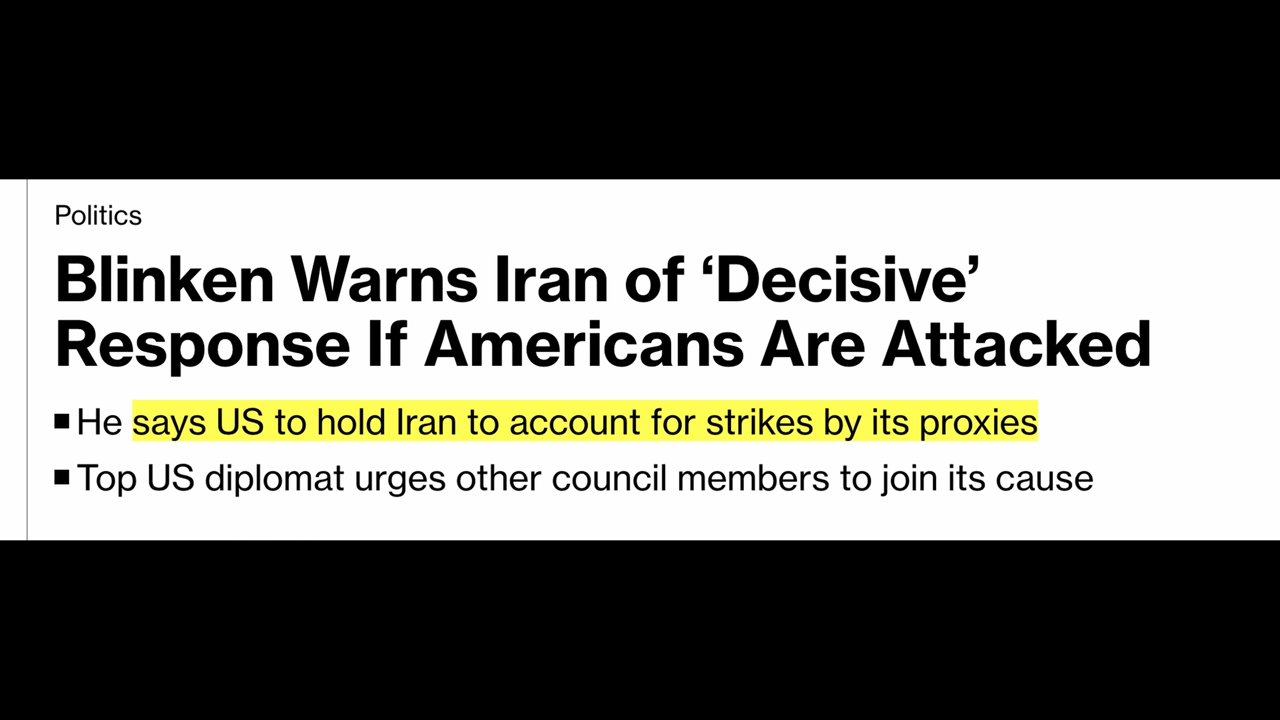 Politics
Blinken Warns Iran of ‘Decisive’
Response If Americans Are Attacked
▪ He says US to hold Iran to account for strikes by its proxies
▪ Top US diplomat urges other council members to join its cause